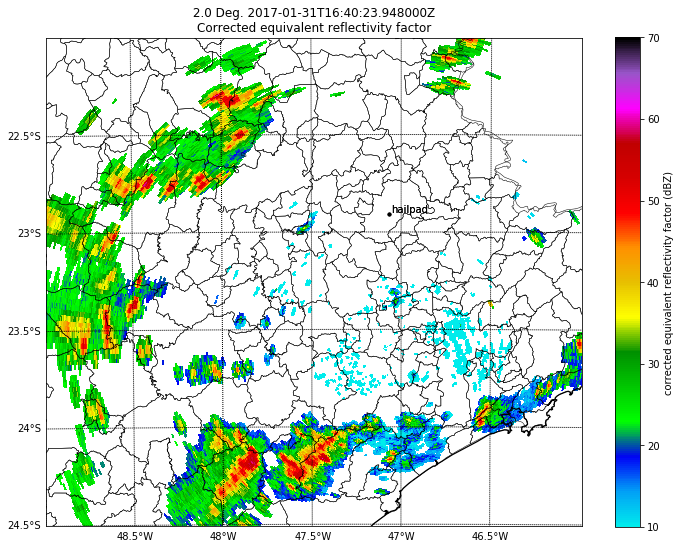 2.0 Deg. 2017-01-31T16:40:23.948000Z
Corrected equivalent reflectivity factor
70
60
50
40
30
20
10
corrected equivalent reflectivity factor (dBZ)
22.5°S
23°S
23.5°S
24°S
24.5°S
hailpad
48.5°W
48°W
47.5°W
47°W
46.5°W